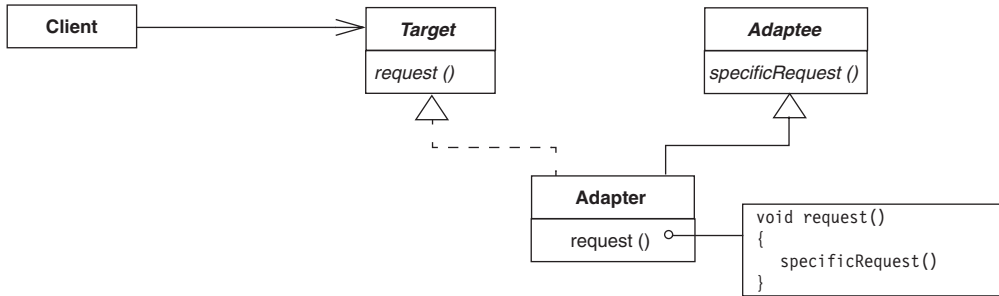 Client
Target
request ()
Adaptee
specificRequest ()
Adapter
request ()
void request()
{
specificRequest()
}